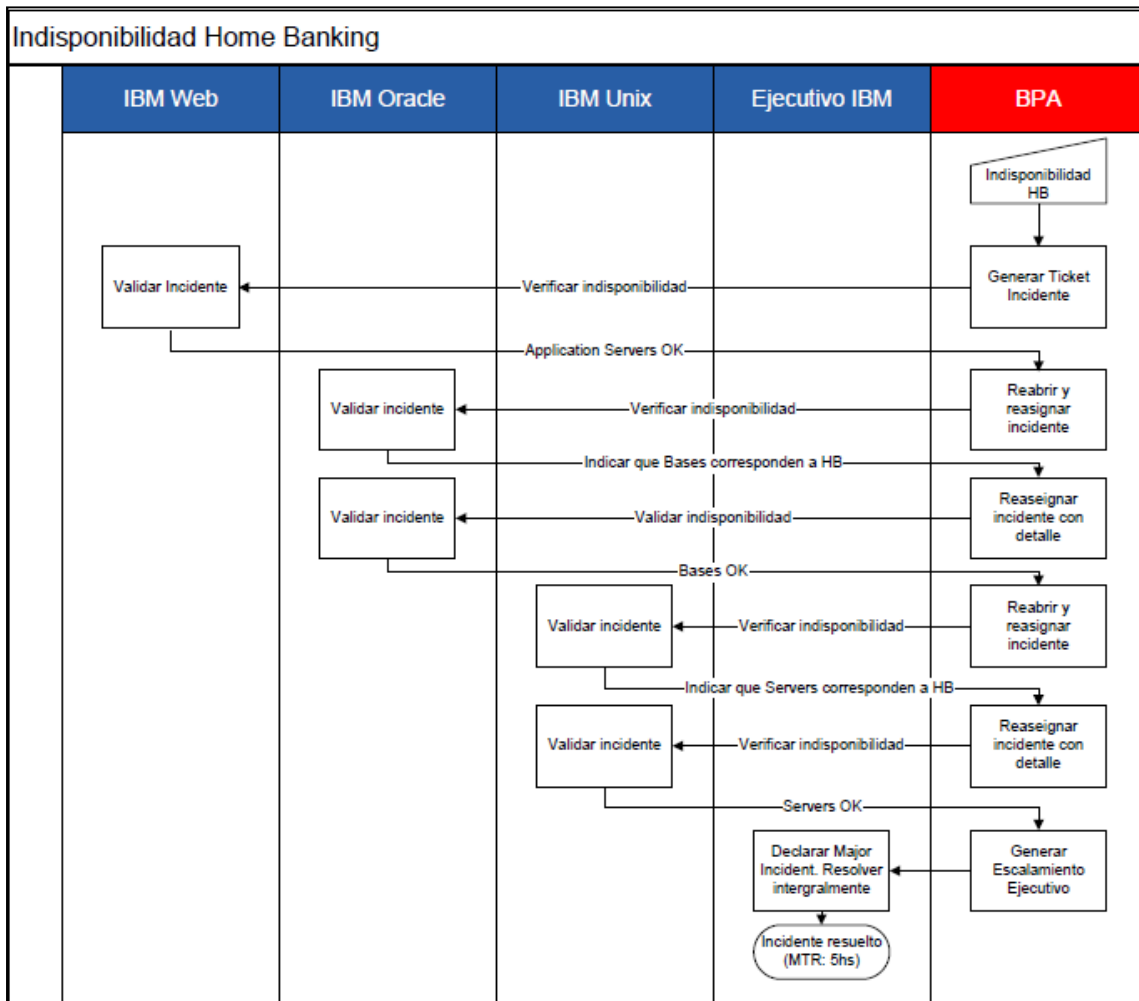 Indisponibilidad Home Banking
IBM Web
IBM Oracle
IBM Unix
Ejecutivo IBM
BPA
Indisponibilidad
HB
Validar Incidente
Verificar indisponibilidad
Generar Ticket
Incidente
Application Servers OK
Validar incidente
Verificar indisponibilidad
Reabrir y
reasignar
incidente
Indicar que Bases corresponden a HB
Validar incidente
Validar indisponibilidad
Reaseignar
incidente con
detalle
Bases OK
Validar incidente
Verificar indisponibilidad
Reabrir y
reasignar
incidente
Indicar que Servers corresponden a HB
Validar incidente
Verificar indisponibilidad
Reaseignar
incidente con
detalle
Servers OK
Declarar Major
Incident. Resolver
intergralmente
Generar
Escalamiento
Ejecutivo
Incidente resuelto
(MTR: 5hs)